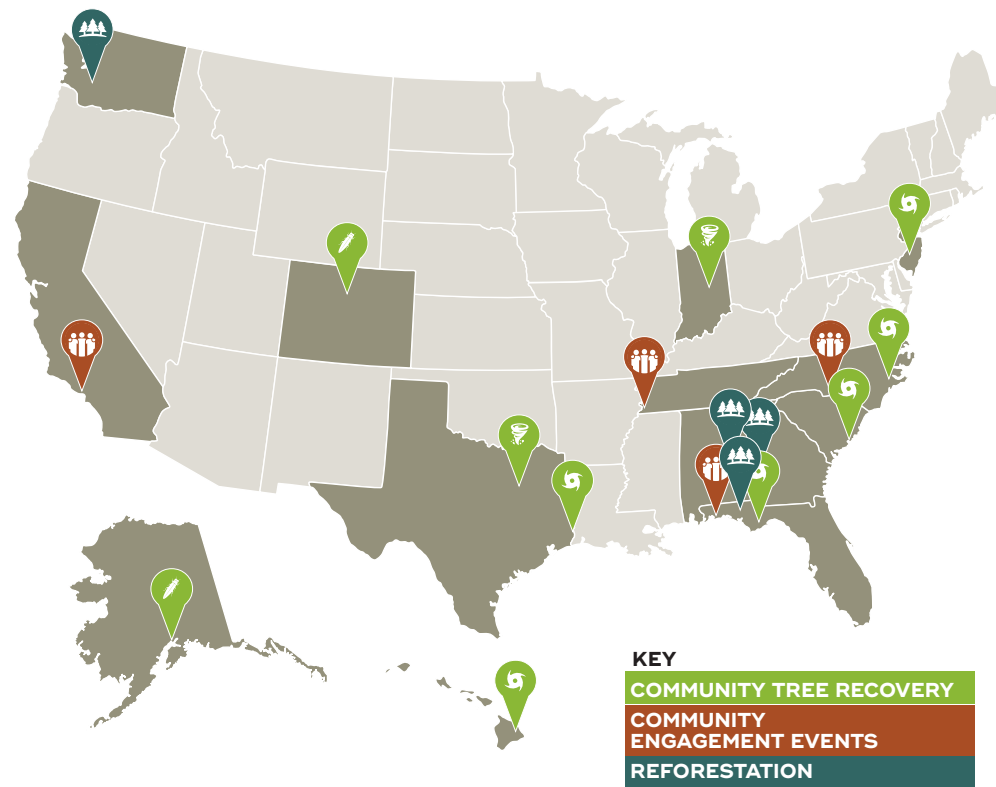 KEY
COMMUNITY TREE RECOVERY
COMMUNITY
ENGAGEMENT EVENTS
REFORESTATION